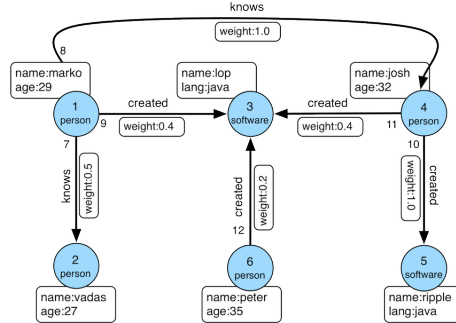 knows
weight:1.0
8
name:marko
age:29
name:lop
lang:java
name:josh
age:32
1
person
created
9
weight:0.4
3
software
created
11
weight:0.4
4
person
7
knows
weight:0.5
12
created
weight:0.2
10
created
weight:1.0
2
person
6
person
5
software
name:vadas
age:27
name:peter
age:35
name:ripple
lang:java